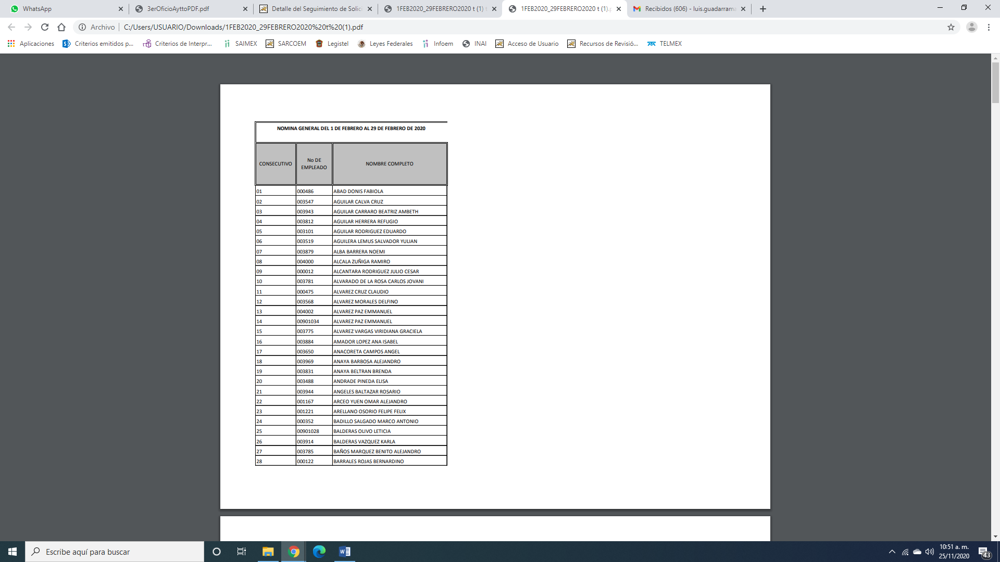 WhatsApp
3erOficioAyttoPDF.pdf
Detalle del Seguimiento de Solici
1FEB2020_29FEBRERO2020 t (1)
1FEB2020_29FEBRERO2020 t (1).p
Recibidos (606) - luis.guadarrama
Archivo
C:/Users/USUARIO/Downloads/1FEB2020_29FEBRERO2020%20t%20(1).pdf
Aplicaciones
Criterios emitidos p...
Criterios de Interpr...
SAIMEX
SARCOEM
Legistel
Leyes Federales
Infoem
INAI
Acceso de Usuario
Recursos de Revisió...
TELMEX
NOMINA GENERAL DEL 1 DE FEBRERO AL 29 DE FEBRERO DE 2020
CONSECUTIVO
No DE
EMPLEADO
NOMBRE COMPLETO
01 000486 ABAD DONIS FABIOLA
02 003547 AGUILAR CALVA CRUZ
03 003943 AGUILAR CARRARO BEATRIZ AMBETH
04 003812 AGUILAR HERRERA REFUGIO
05 003101 AGUILAR RODRIGUEZ EDUARDO
06 003519 AGUILERA LEMUS SALVADOR YULIAN
07 003879 ALBA BARRERA NOEMI
08 004000 ALCALA ZUÑIGA RAMIRO
09 000012 ALCANTARA RODRIGUEZ JULIO CESAR
10 003781 ALVARADO DE LA ROSA CARLOS JOVANI
11 000475 ALVAREZ CRUZ CLAUDIO
12 003568 ALVAREZ MORALES DELFINO
13 004002 ALVAREZ PAZ EMMANUEL
14 00901034 ALVAREZ PAZ EMMANUEL
15 003775 ALVAREZ VARGAS VIRIDIANA GRACIELA
16 003884 AMADOR LOPEZ ANA ISABEL
17 003650 ANACORETA CAMPOS ANGEL
18 003969 ANAYA BARBOSA ALEJANDRO
19 003831 ANAYA BELTRAN BRENDA
20 003488 ANDRADE PINEDA ELISA
21 003944 ANGELES BALTAZAR ROSARIO
22 001167 ARCEO YUEN OMAR ALEJANDRO
23 001221 ARELLANO OSORIO FELIPE FELIX
24 000352 BADILLO SALGADO MARCO ANTONIO
25 00901028 BALDERAS OLIVO LETICIA
26 003914 BALDERAS VAZQUEZ KARLA
27 003785 BAÑOS MARQUEZ BENITO ALEJANDRO
28 000122 BARRALES ROJAS BERNARDINO
Escribe aquí para buscar
10:51 a. m.
25/11/2020
43